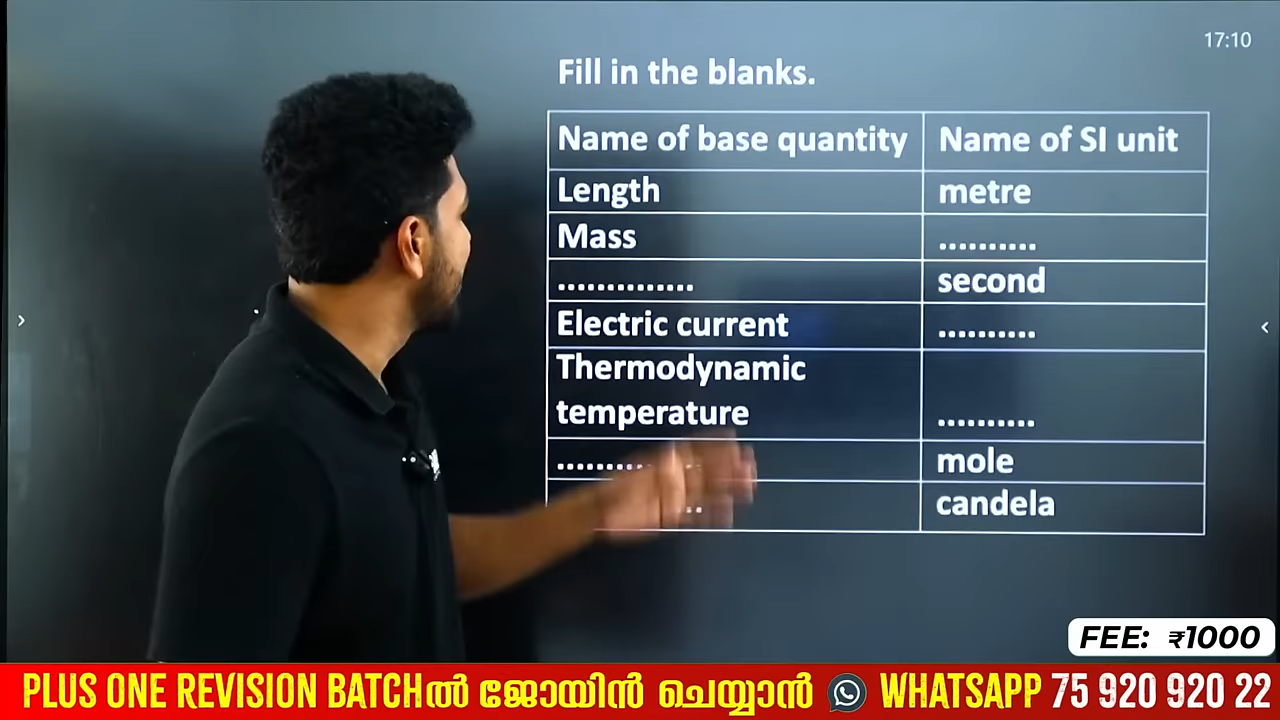 17:10
Fill in the blanks.
Name of base quantity Name of SI unit
Length metre
Mass ..........
.............. second
Electric current ..........
Thermodynamic
temperature ..........
mole
candela
FEE: ₹1000
PLUS ONE REVISION BATCHൽ ജോയിൻ ചെയ്യാൻ WHATSAPP 75 920 920 22